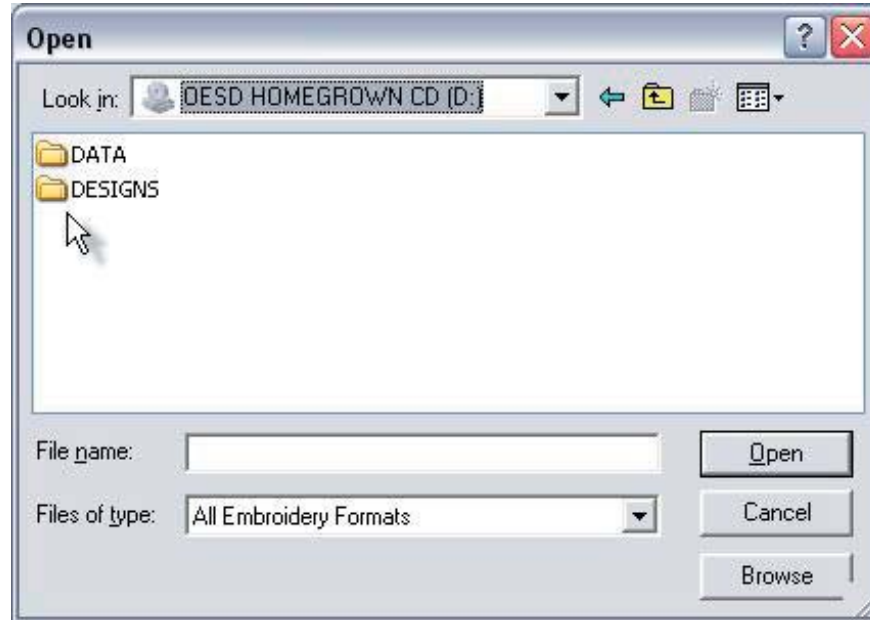 Open
Look in: OESD HOMEGROWN CD (D:)
DATA
DESIGNS
File name:
Open
Files of type: All Embroidery Formats
Cancel
Browse